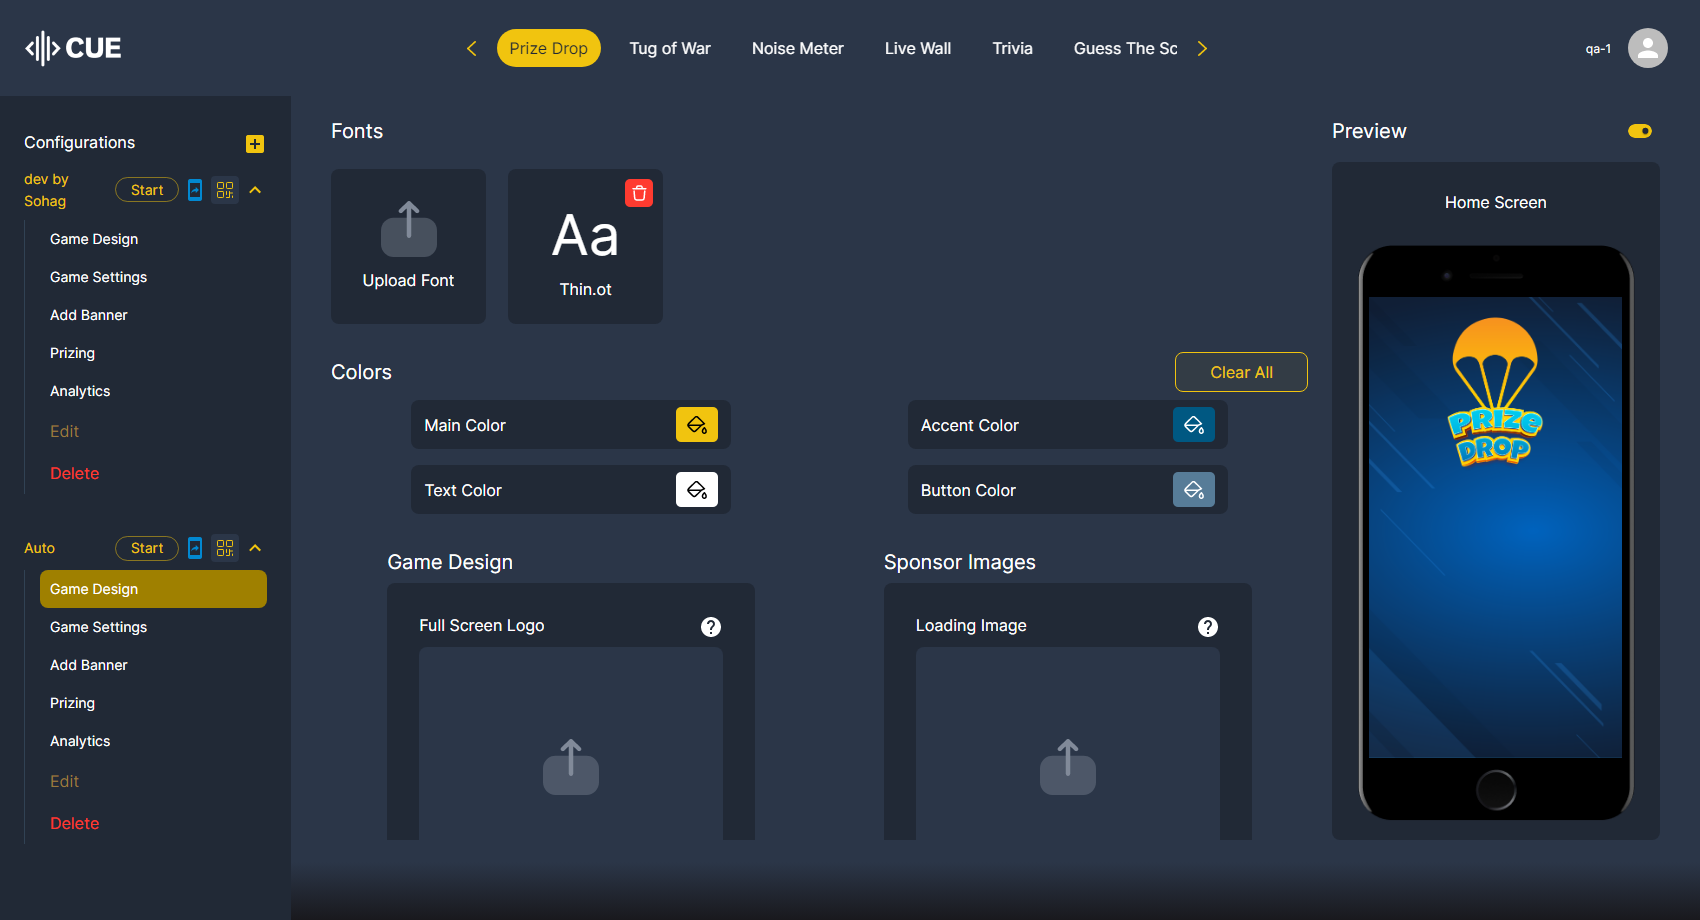 CUE
Prize Drop
Tug of War
Noise Meter
Live Wall
Trivia
Guess The Sc
qa-1
Configurations
dev by
Sohag
Start
Game Design
Game Settings
Add Banner
Prizing
Analytics
Edit
Delete
Auto
Start
Game Design
Game Settings
Add Banner
Prizing
Analytics
Edit
Delete
Fonts
Upload Font
Aa
Thin.ot
Colors
Clear All
Main Color
Accent Color
Text Color
Button Color
Game Design
Full Screen Logo
?
Sponsor Images
Loading Image
?
Preview
Home Screen
PRIZE
DROP